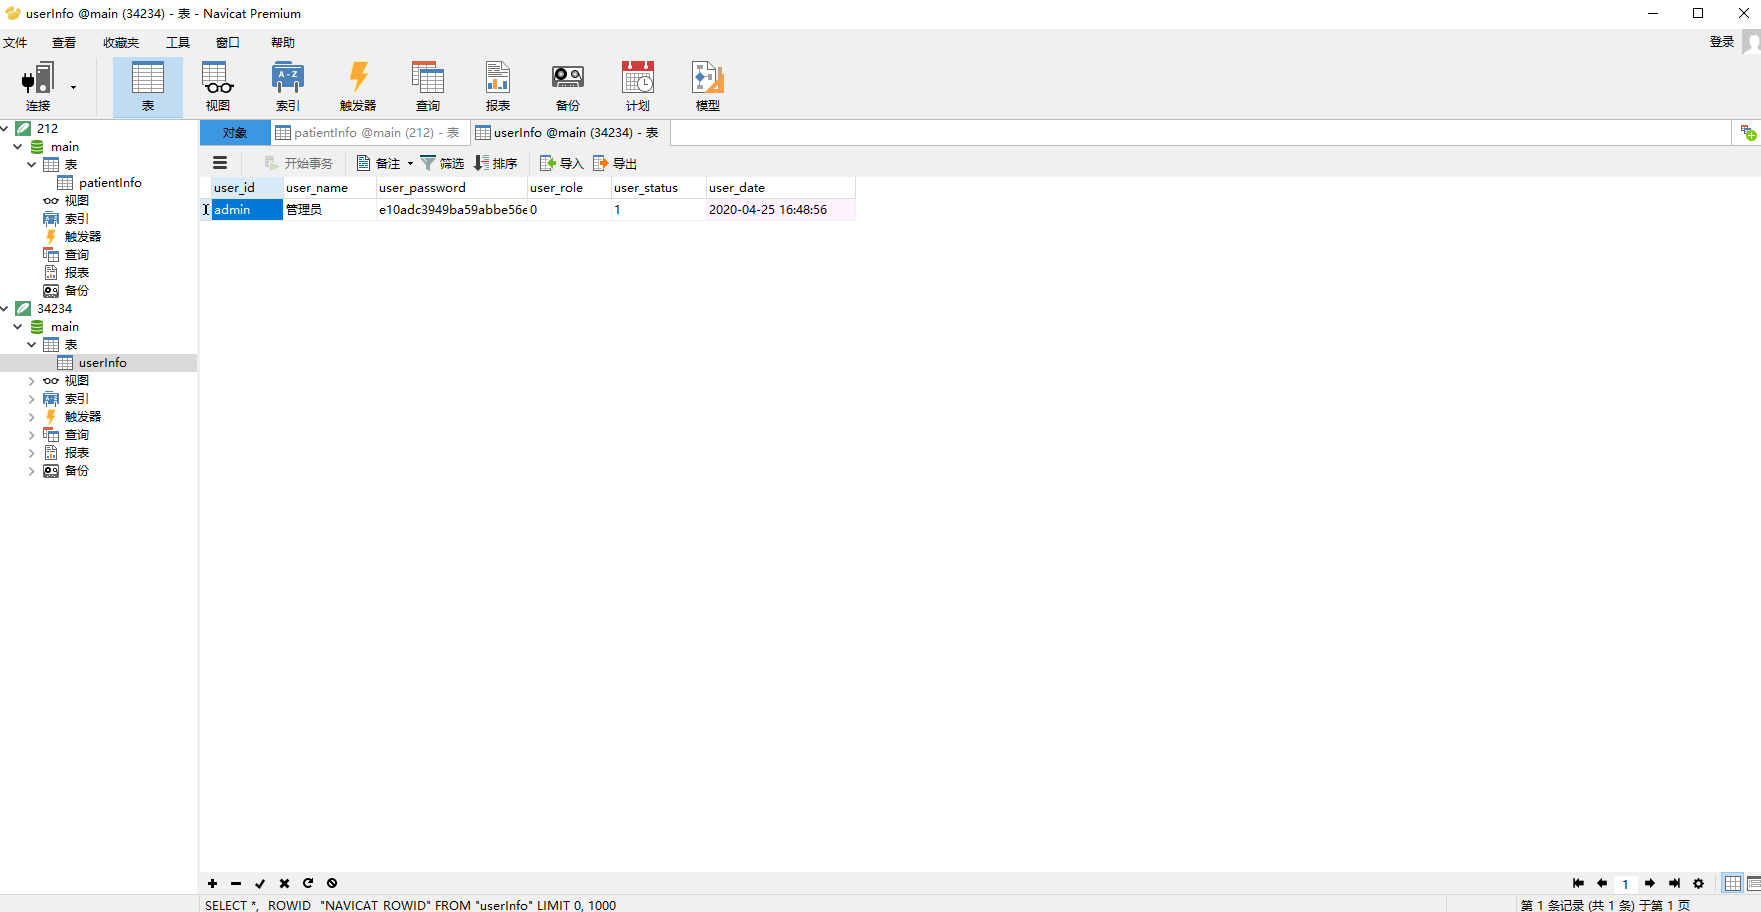 userInfo @main (34234) - 表 - Navicat Premium
文件 查看 收藏夹 工具 窗口 帮助 登录
连接 表 视图 索引 触发器 查询 报表 备份 计划 模型
对象 patientInfo @main (212) - 表 userInfo @main (34234) - 表
开始事务 备注 筛选 排序 导入 导出
212
main
表
patientInfo
视图
索引
触发器
查询
报表
备份
34234
main
表
userInfo
视图
索引
触发器
查询
报表
备份
user_id user_name user_password user_role user_status user_date
admin 管理员 e10adc3949ba59abbe56e 0 1 2020-04-25 16:48:56
1
SELECT *, ROWID "NAVICAT_ROWID" FROM "userInfo" LIMIT 0, 1000
第 1 条记录 (共 1 条) 于第 1 页